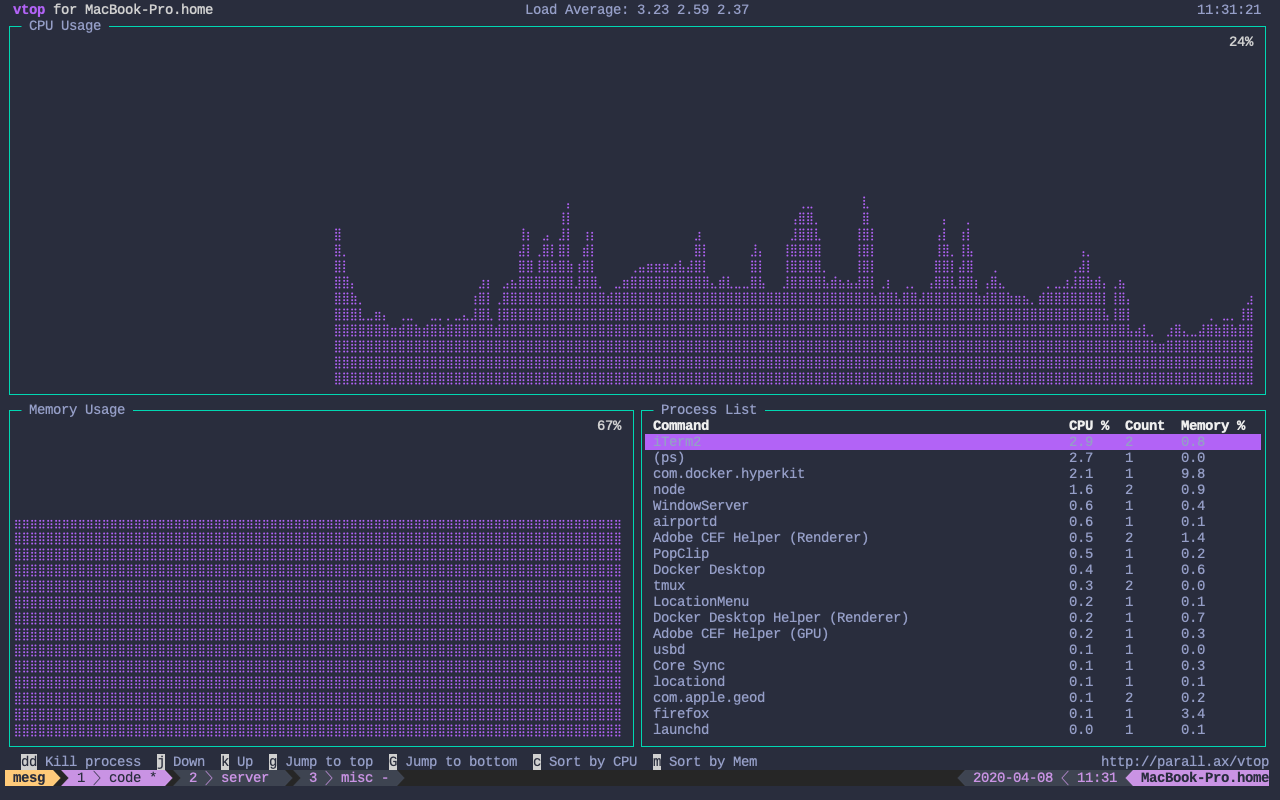 vtop for MacBook-Pro.home Load Average: 3.23 2.59 2.37 11:31:21
CPU Usage
24%
Memory Usage
67%
Process List
Command CPU % Count Memory %
iTerm2 2.9 2 0.8
(ps) 2.7 1 0.0
com.docker.hyperkit 2.1 1 9.8
node 1.6 2 0.9
WindowServer 0.6 1 0.4
airportd 0.6 1 0.1
Adobe CEF Helper (Renderer) 0.5 2 1.4
PopClip 0.5 1 0.2
Docker Desktop 0.4 1 0.6
tmux 0.3 2 0.0
LocationMenu 0.2 1 0.1
Docker Desktop Helper (Renderer) 0.2 1 0.7
Adobe CEF Helper (GPU) 0.2 1 0.3
usbd 0.1 1 0.0
Core Sync 0.1 1 0.3
locationd 0.1 1 0.1
com.apple.geod 0.1 2 0.2
firefox 0.1 1 3.4
launchd 0.0 1 0.1
dd Kill process j Down k Up g Jump to top G Jump to bottom c Sort by CPU m Sort by Mem http://parall.ax/vtop
mesg 1 code * 2 server 3 misc - 2020-04-08 11:31 MacBook-Pro.home